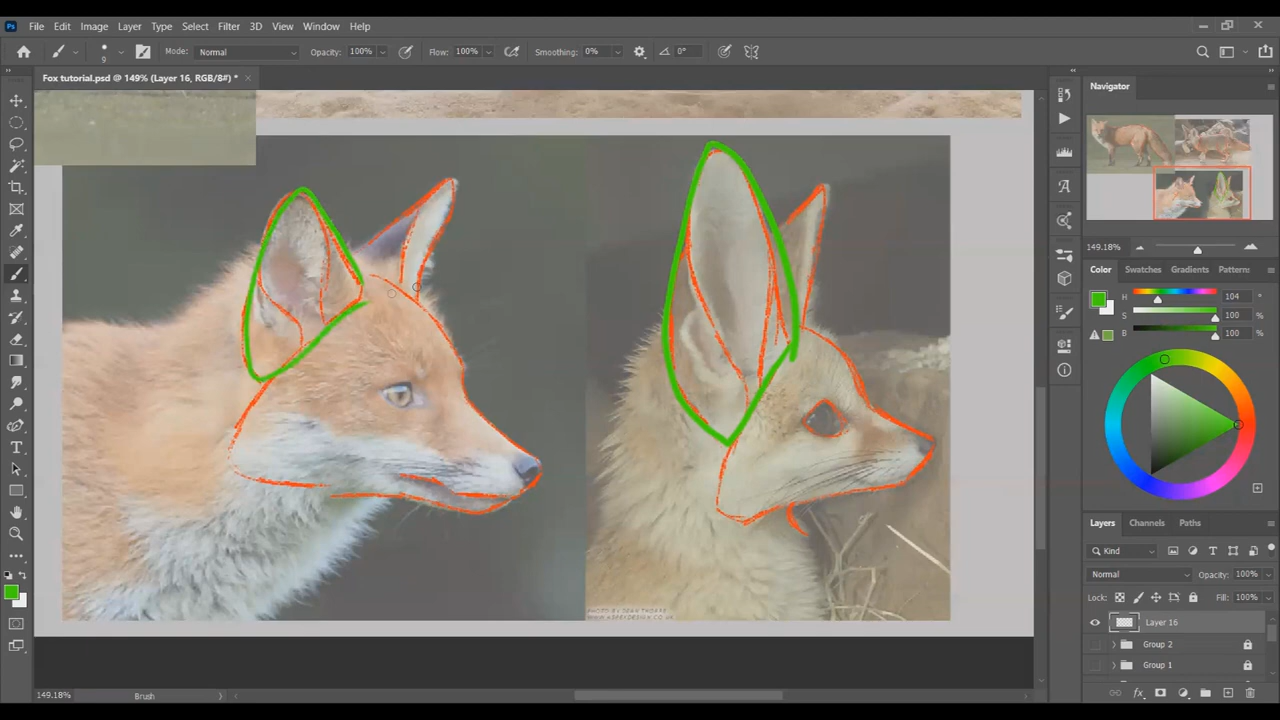 Ps File Edit Image Layer Type Select Filter 3D View Window Help
9 Mode: Normal Opacity: 100% Flow: 100% Smoothing: 0% 0°
Fox tutorial.psd @ 149% (Layer 16, RGB/8#) *
Navigator
149.18%
Color Swatches Gradients Patterns
H 104 °
S 100 %
B 100 %
Layers Channels Paths
Kind
Normal Opacity: 100%
Lock: Fill: 100%
Layer 16
Group 2
Group 1
149.18% Brush